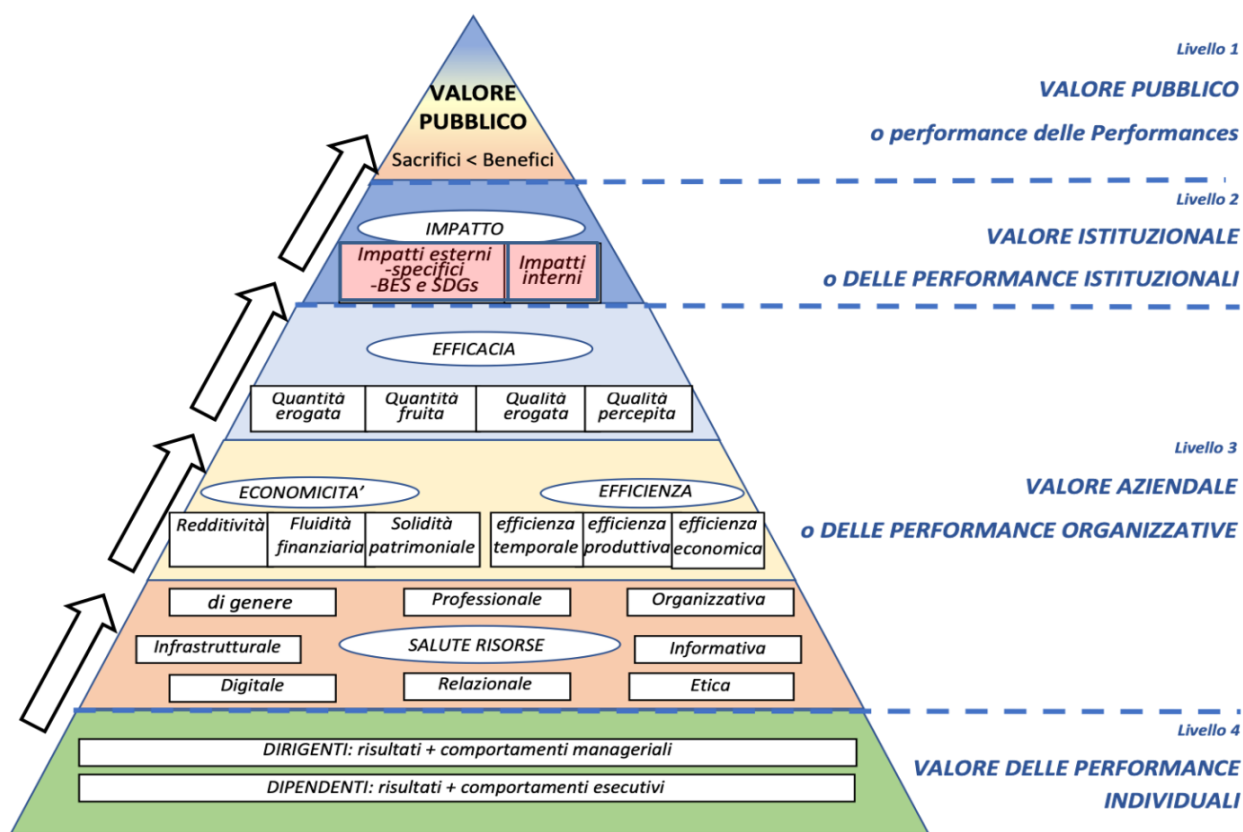 Livello 1
VALORE PUBBLICO
o performance delle Performances
VALORE
PUBBLICO
Sacrifici < Benefici
Livello 2
VALORE ISTITUZIONALE
o DELLE PERFORMANCE ISTITUZIONALI
IMPATTO
Impatti esterni
-specifici
-BES e SDGs
Impatti
interni
EFFICACIA
Quantità
erogata
Quantità
fruita
Qualità
erogata
Qualità
percepita
Livello 3
VALORE AZIENDALE
o DELLE PERFORMANCE ORGANIZZATIVE
ECONOMICITA’
Redditività
Fluidità
finanziaria
Solidità
patrimoniale
EFFICIENZA
efficienza
temporale
efficienza
produttiva
efficienza
economica
di genere
Professionale
Organizzativa
Infrastrutturale
SALUTE RISORSE
Informativa
Digitale
Relazionale
Etica
Livello 4
VALORE DELLE PERFORMANCE
INDIVIDUALI
DIRIGENTI: risultati + comportamenti manageriali
DIPENDENTI: risultati + comportamenti esecutivi